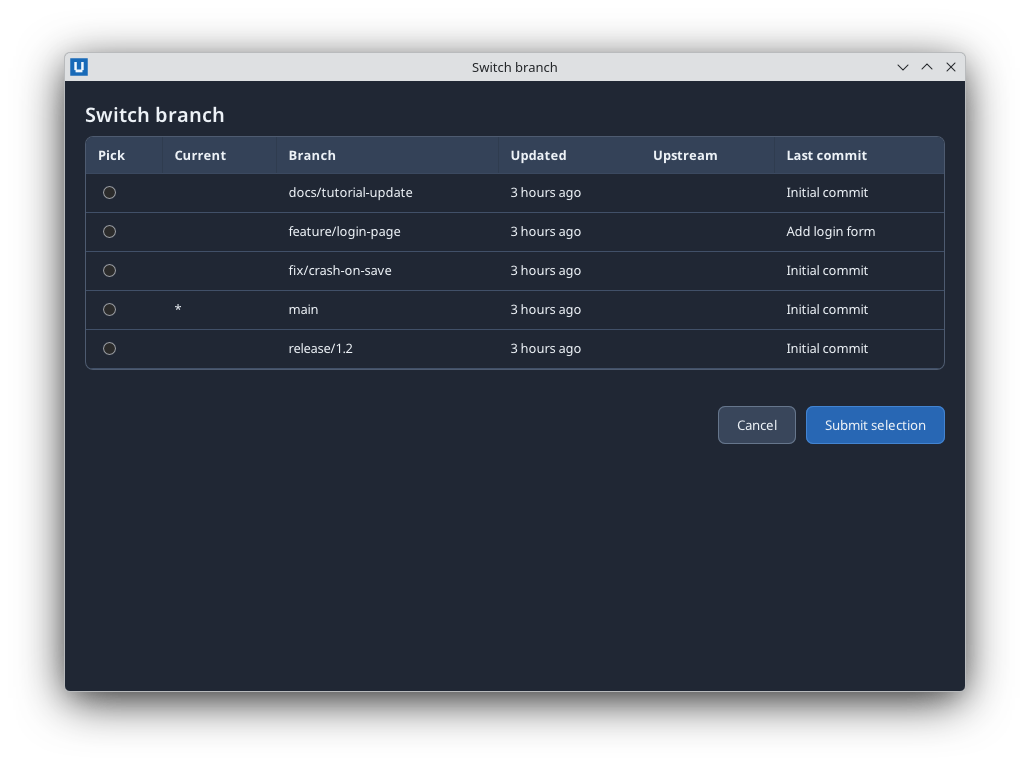 Switch branch
Switch branch
Pick Current Branch Updated Upstream Last commit
docs/tutorial-update 3 hours ago Initial commit
feature/login-page 3 hours ago Add login form
fix/crash-on-save 3 hours ago Initial commit
* main 3 hours ago Initial commit
release/1.2 3 hours ago Initial commit
Cancel Submit selection